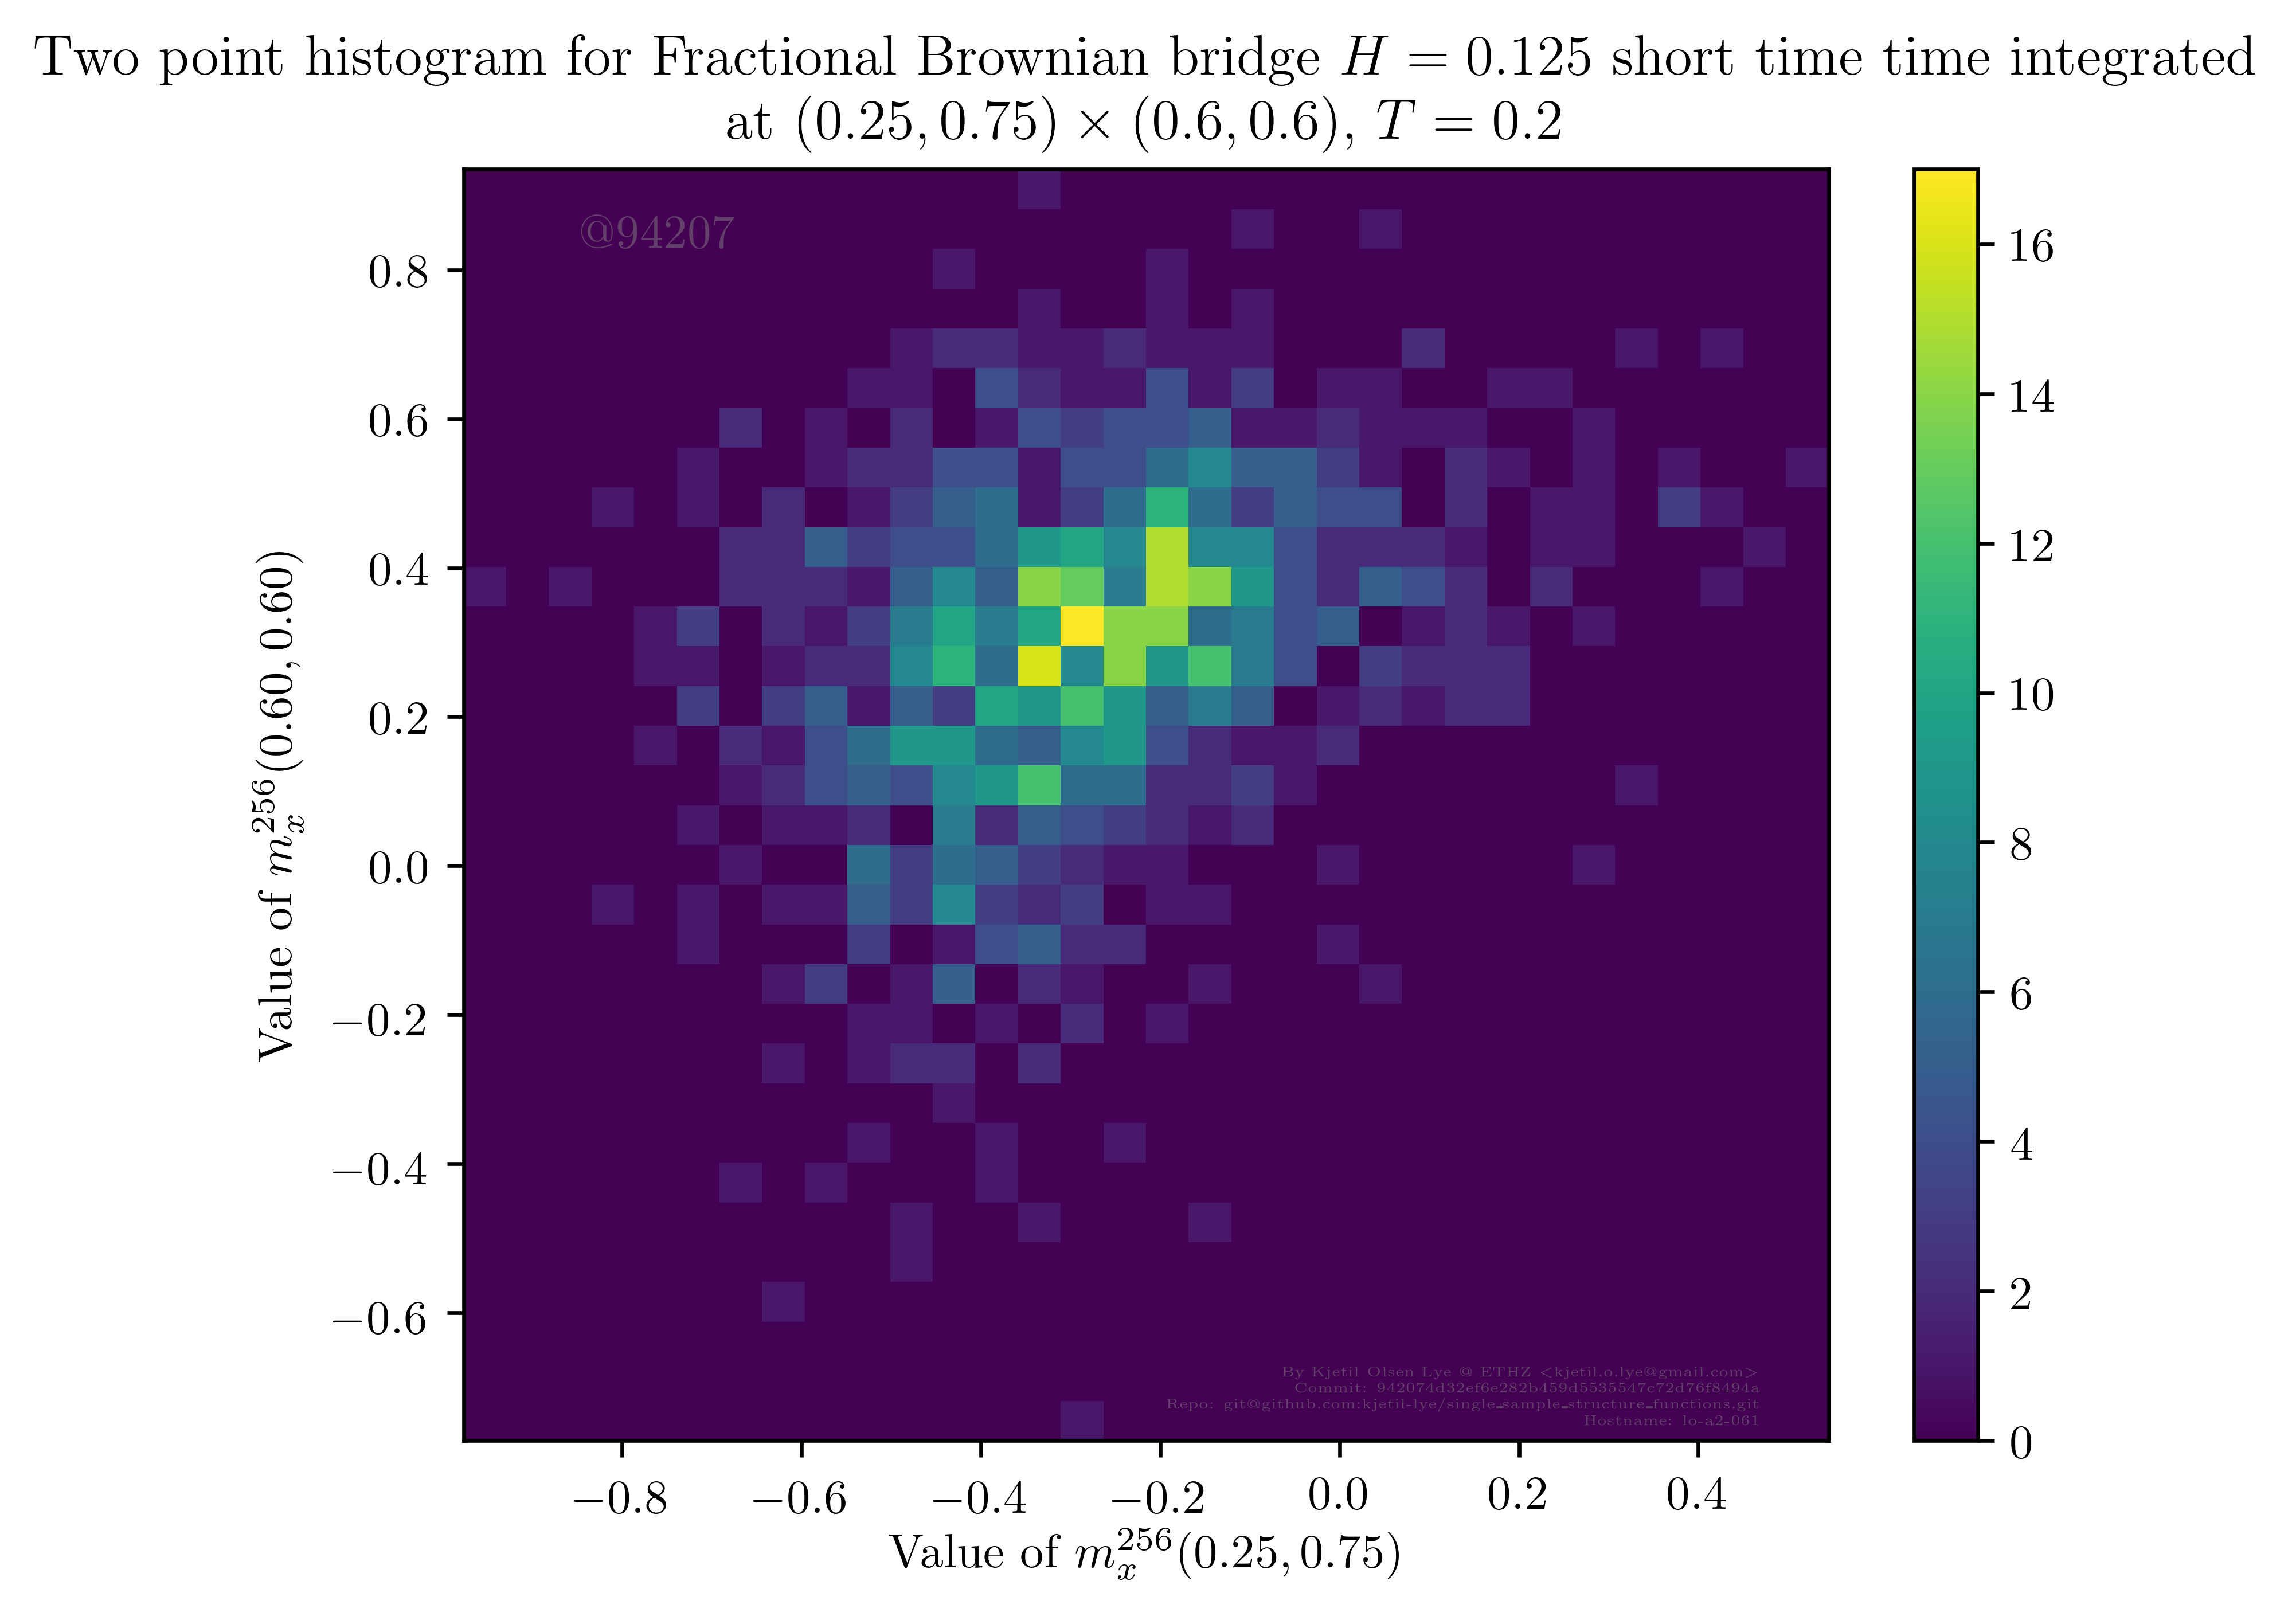 Two point histogram for Fractional Brownian bridge H = 0.125 short time time integrated
at (0.25, 0.75) × (0.6, 0.6), T = 0.2
@94207
0.8
0.6
0.4
0.2
0.0
−0.2
−0.4
−0.6
Value of m_x^{256}(0.60, 0.60)
16
14
12
10
8
6
4
2
0
By Kjetil Olsen Lye @ ETHZ <kjetil.o.lye@gmail.com>
Commit: 942074d32ef6e282b459d5535547c72d76f8494a
Repo: git@github.com:kjetil-lye/single_sample_structure_functions.git
Hostname: lo-a2-061
−0.8 −0.6 −0.4 −0.2 0.0 0.2 0.4
Value of m_x^{256}(0.25, 0.75)